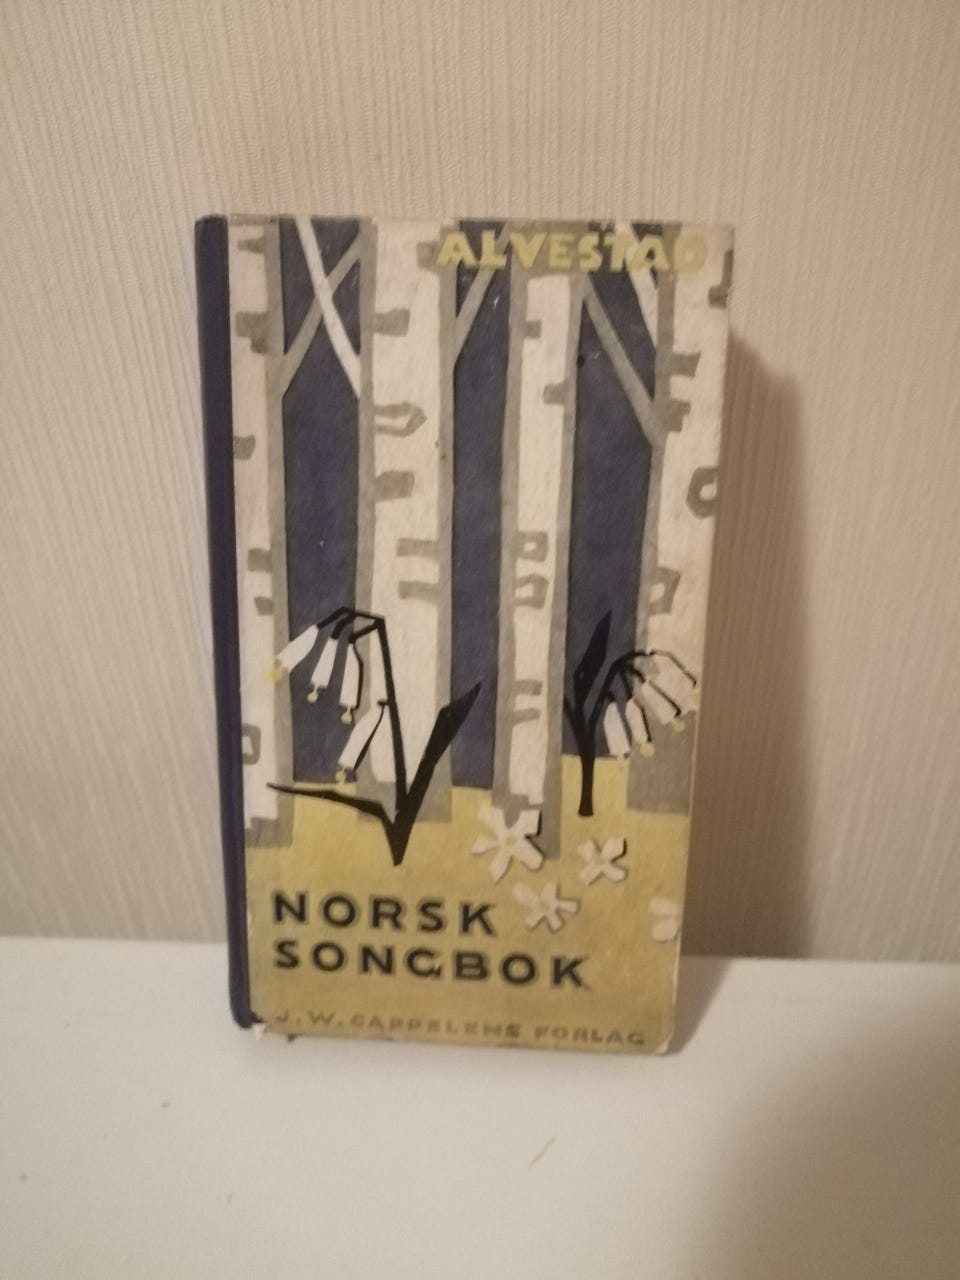 ALVESTAD
NORSK
SONGBOK
J.W. CAPPELENS FORLAG